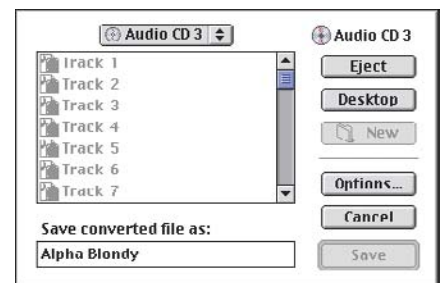 Audio CD 3
Audio CD 3
Track 1
Track 2
Track 3
Track 4
Track 5
Track 6
Track 7
Eject
Desktop
New
Options...
Cancel
Save
Save converted file as:
Alpha Blondy